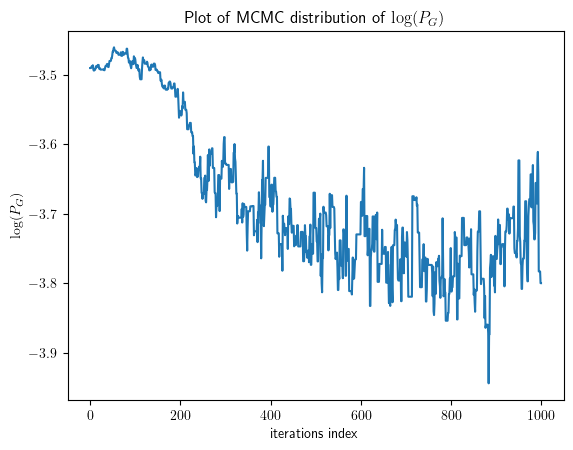 Plot of MCMC distribution of log(P_G)
log(P_G)
−3.5
−3.6
−3.7
−3.8
−3.9
0 200 400 600 800 1000
iterations index